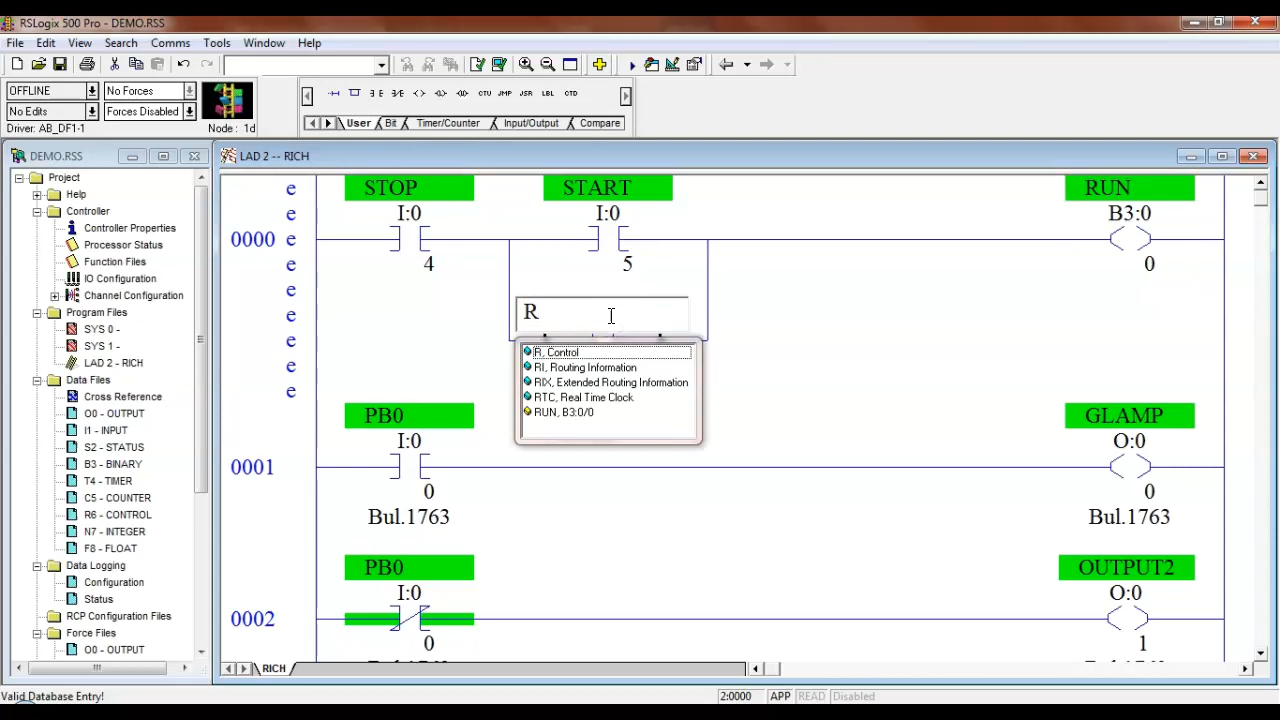 RSLogix 500 Pro - DEMO.RSS
File Edit View Search Comms Tools Window Help
OFFLINE No Forces
No Edits Forces Disabled
Driver: AB_DF1-1 Node : 1d
CTU JMP JSR LBL CTD
User Bit Timer/Counter Input/Output Compare
DEMO.RSS
Project
Help
Controller
Controller Properties
Processor Status
Function Files
IO Configuration
Channel Configuration
Program Files
SYS 0 -
SYS 1 -
LAD 2 - RICH
Data Files
Cross Reference
O0 - OUTPUT
I1 - INPUT
S2 - STATUS
B3 - BINARY
T4 - TIMER
C5 - COUNTER
R6 - CONTROL
N7 - INTEGER
F8 - FLOAT
Data Logging
Configuration
Status
RCP Configuration Files
Force Files
O0 - OUTPUT
LAD 2 -- RICH
e STOP START RUN
e I:0 I:0 B3:0
0000 e
e 4 5 0
e
e R
e
e
e
R, Control
RI, Routing Information
RIX, Extended Routing Information
RTC, Real Time Clock
RUN, B3:0/0
PB0 GLAMP
I:0 O:0
0001
0 0
Bul.1763 Bul.1763
PB0 OUTPUT2
I:0 O:0
0002
0 1
RICH
Valid Database Entry! 2:0000 APP READ Disabled